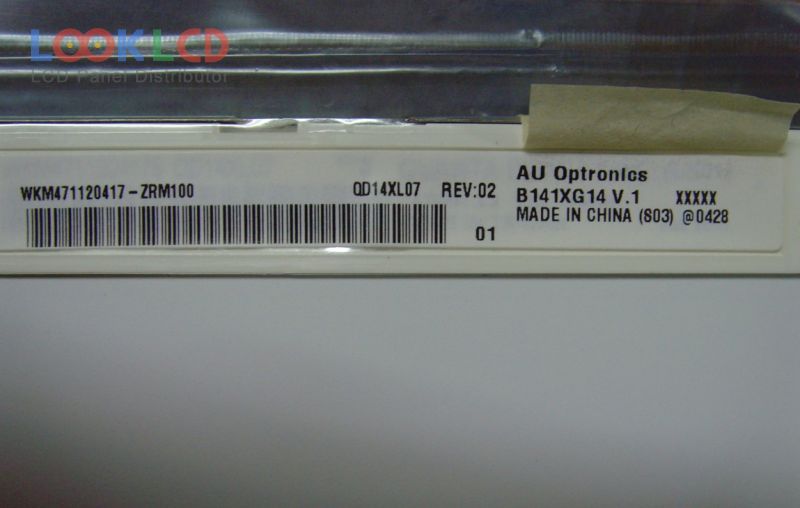 LOOKLCD
LCD Panel Distributor
WKM471120417-ZRM100
QD14XL07 REV:02
01
AU Optronics
B141XG14 V.1 XXXXX
MADE IN CHINA (S03) @0428